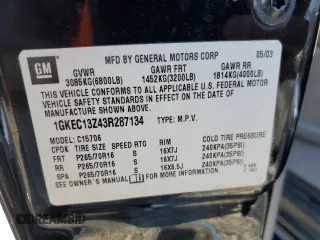 GM
MFD BY GENERAL MOTORS CORP 05/03
GVWR GAWR FRT GAWR RR
3085KG(6800LB) 1452KG(3200LB) 1814KG(4000LB)
THIS VEHICLE CONFORMS TO ALL APPLICABLE U.S. FEDERAL MOTOR
VEHICLE SAFETY STANDARDS IN EFFECT ON THE DATE OF
MANUFACTURE SHOWN ABOVE.
1GKEC13Z43R287134 TYPE: M.P.V.
MODEL: C15706
CPDK TIRE SIZE SPEED RTG RIM COLD TIRE PRESSURE
FRT P265/70R16 S 16X7J 240KPA(35PSI)
RR P265/70R16 S 16X7J 240KPA(35PSI)
SPA P265/70R16 S 16X6.5J 240KPA(35PSI)
SEE OWNER'S MANUAL